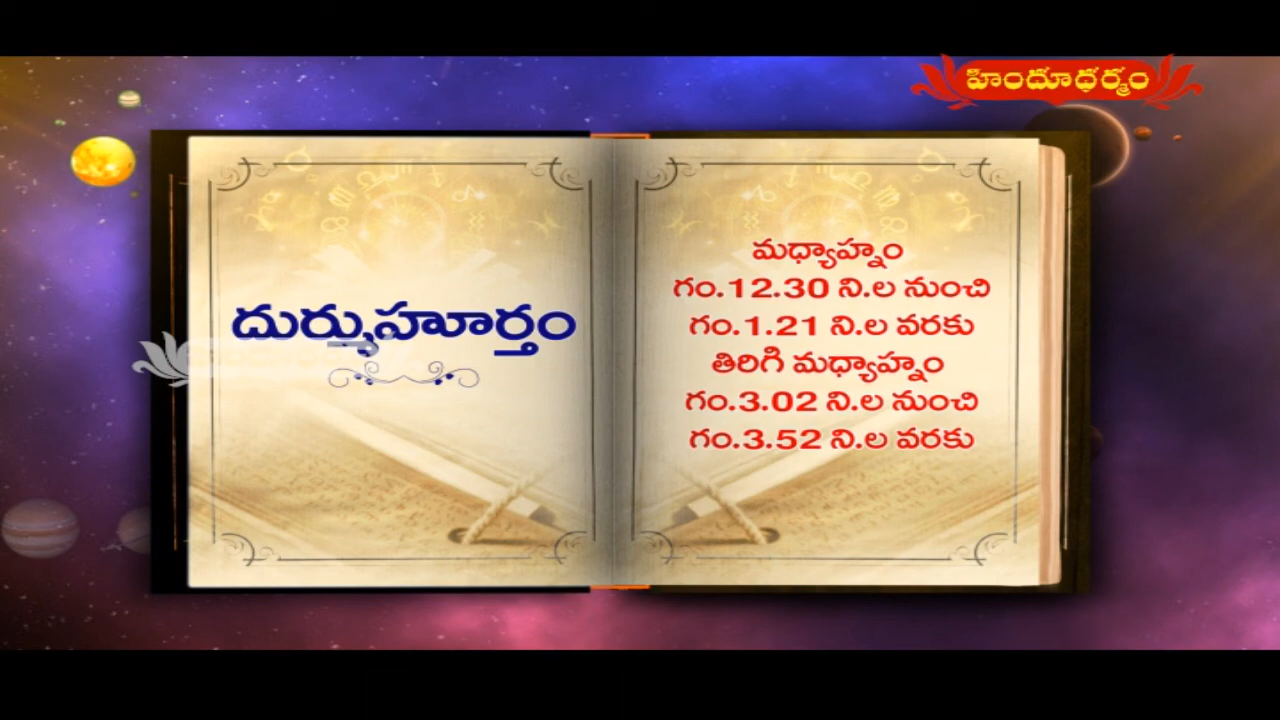 హిందూధర్మం
దుర్ముహూర్తం
మధ్యాహ్నం
గం.12.30 ని.ల నుంచి
గం.1.21 ని.ల వరకు
తిరిగి మధ్యాహ్నం
గం.3.02 ని.ల నుంచి
గం.3.52 ని.ల వరకు